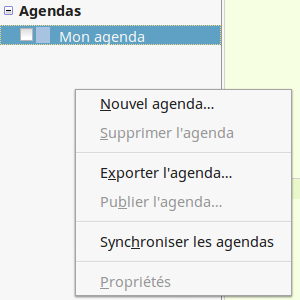 Agendas
Mon agenda
Nouvel agenda...
Supprimer l'agenda
Exporter l'agenda...
Publier l'agenda...
Synchroniser les agendas
Propriétés